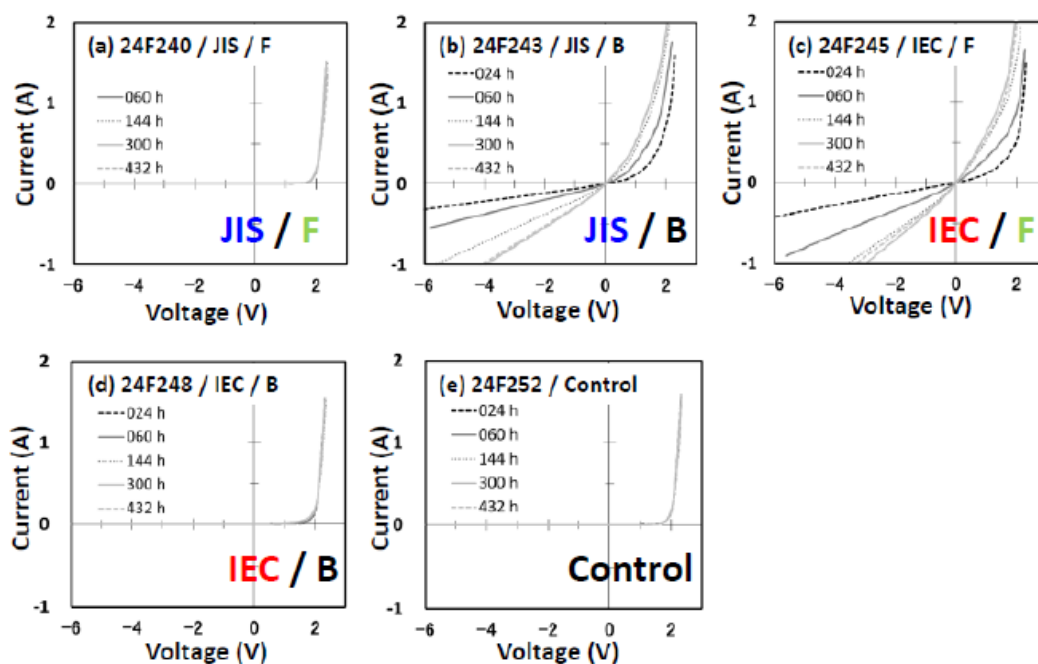 (a) 24F240 / JIS / F
060 h
144 h
300 h
432 h
JIS / F
2
1
0
-1
Current (A)
−6 −4 −2 0 2
Voltage (V)
(b) 24F243 / JIS / B
024 h
060 h
144 h
300 h
432 h
JIS / B
2
1
0
-1
Current (A)
−6 −4 −2 0 2
Voltage (V)
(c) 24F245 / IEC / F
024 h
060 h
144 h
300 h
432 h
IEC / F
2
1
0
-1
Current (A)
−6 −4 −2 0 2
Voltage (V)
(d) 24F248 / IEC / B
024 h
060 h
144 h
300 h
432 h
IEC / B
2
1
0
-1
Current (A)
−6 −4 −2 0 2
Voltage (V)
(e) 24F252 / Control
024 h
060 h
144 h
300 h
432 h
Control
2
1
0
-1
Current (A)
−6 −4 −2 0 2
Voltage (V)